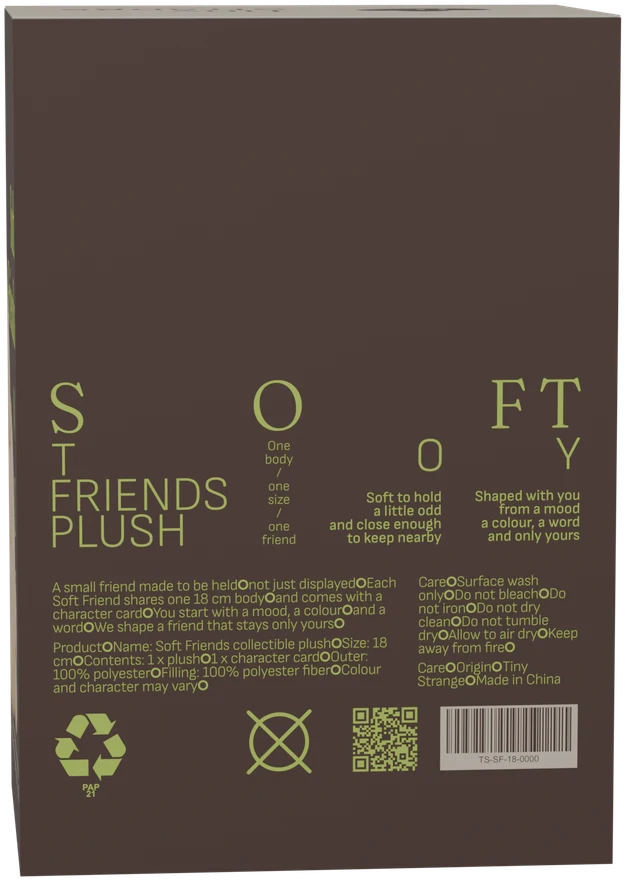 S O FT
T O Y
FRIENDS
PLUSH
One
body
/
one
size
/
one
friend
Soft to hold
a little odd
and close enough
to keep nearby
Shaped with you
from a mood
a colour, a word
and only yours
A small friend made to be heldOnot just displayedOEach
Soft Friend shares one 18 cm bodyOand comes with a
character cardOYou start with a mood, a colourOand a
wordOWe shape a friend that stays only yoursO
ProductOName: Soft Friends collectible plushOSize: 18
cmOContents: 1 x plushO1 x character cardOOuter:
100% polyesterOFilling: 100% polyester fiberOColour
and character may varyO
CareOSurface wash
onlyODo not bleachODo
not ironODo not dry
cleanODo not tumble
dryOAllow to air dryOKeep
away from fireO
CareOOriginOTiny
StrangeOMade in China
PAP
21
TS-SF-18-0000